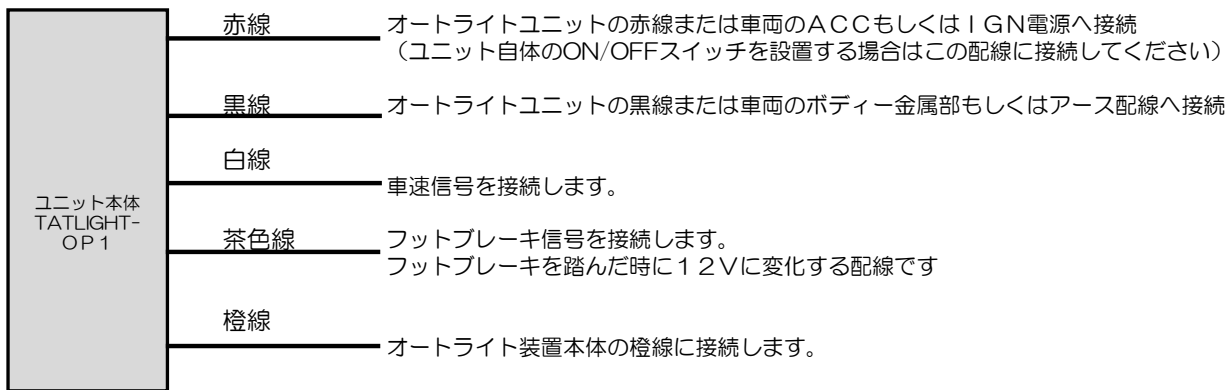 赤線
オートライトユニットの赤線または車両のＡＣＣもしくはＩＧＮ電源へ接続
（ユニット自体のON/OFFスイッチを設置する場合はこの配線に接続してください）
黒線
オートライトユニットの黒線または車両のボディー金属部もしくはアース配線へ接続
白線
車速信号を接続します。
ユニット本体
TATLIGHT-
ＯＰ１
茶色線
フットブレーキ信号を接続します。
フットブレーキを踏んだ時に１２Ｖに変化する配線です
橙線
オートライト装置本体の橙線に接続します。